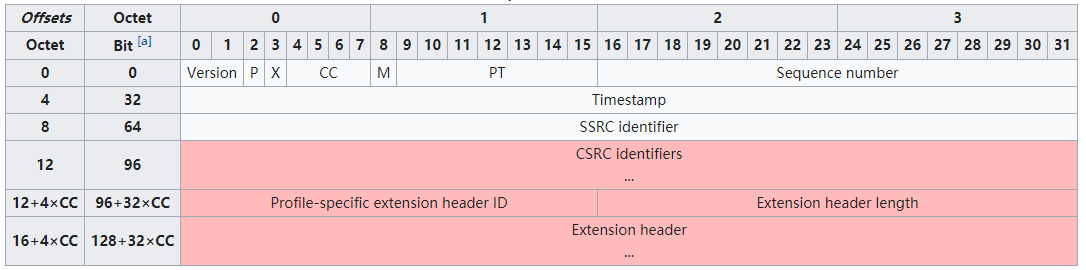 Offsets Octet 0 1 2 3
Octet Bit [a] 0 1 2 3 4 5 6 7 8 9 10 11 12 13 14 15 16 17 18 19 20 21 22 23 24 25 26 27 28 29 30 31
0 0 Version P X CC M PT Sequence number
4 32 Timestamp
8 64 SSRC identifier
12 96 CSRC identifiers
...
12+4×CC 96+32×CC Profile-specific extension header ID Extension header length
16+4×CC 128+32×CC Extension header
...